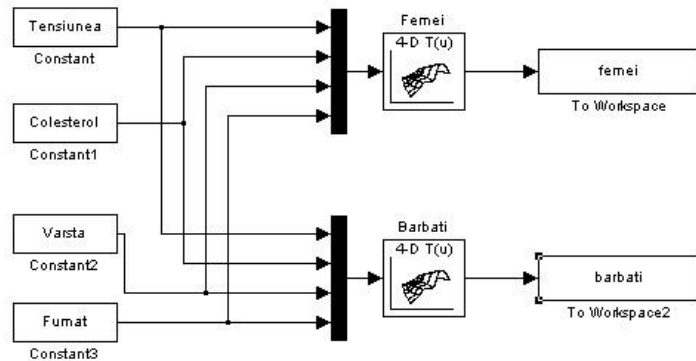 Tensiunea
Constant
Colesterol
Constant1
Varsta
Constant2
Fumat
Constant3
Femei
4-D T(u)
femei
To Workspace
Barbati
4-D T(u)
barbati
To Workspace2